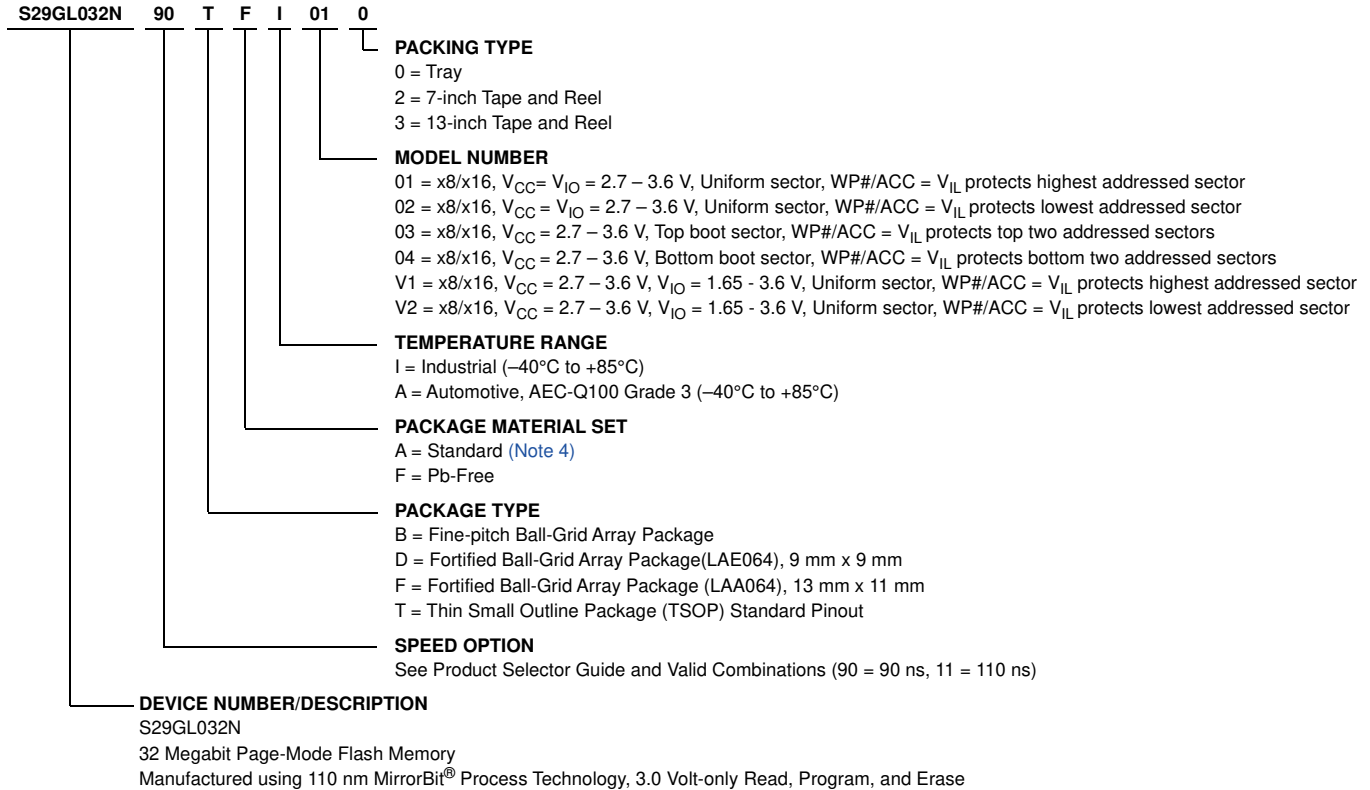 S29GL032N 90 T F I 01 0
PACKING TYPE
0 = Tray
2 = 7-inch Tape and Reel
3 = 13-inch Tape and Reel
MODEL NUMBER
01 = x8/x16, VCC= VIO = 2.7 – 3.6 V, Uniform sector, WP#/ACC = VIL protects highest addressed sector
02 = x8/x16, VCC = VIO = 2.7 – 3.6 V, Uniform sector, WP#/ACC = VIL protects lowest addressed sector
03 = x8/x16, VCC = 2.7 – 3.6 V, Top boot sector, WP#/ACC = VIL protects top two addressed sectors
04 = x8/x16, VCC = 2.7 – 3.6 V, Bottom boot sector, WP#/ACC = VIL protects bottom two addressed sectors
V1 = x8/x16, VCC = 2.7 – 3.6 V, VIO = 1.65 - 3.6 V, Uniform sector, WP#/ACC = VIL protects highest addressed sector
V2 = x8/x16, VCC = 2.7 – 3.6 V, VIO = 1.65 - 3.6 V, Uniform sector, WP#/ACC = VIL protects lowest addressed sector
TEMPERATURE RANGE
I = Industrial (–40°C to +85°C)
A = Automotive, AEC-Q100 Grade 3 (–40°C to +85°C)
PACKAGE MATERIAL SET
A = Standard (Note 4)
F = Pb-Free
PACKAGE TYPE
B = Fine-pitch Ball-Grid Array Package
D = Fortified Ball-Grid Array Package(LAE064), 9 mm x 9 mm
F = Fortified Ball-Grid Array Package (LAA064), 13 mm x 11 mm
T = Thin Small Outline Package (TSOP) Standard Pinout
SPEED OPTION
See Product Selector Guide and Valid Combinations (90 = 90 ns, 11 = 110 ns)
DEVICE NUMBER/DESCRIPTION
S29GL032N
32 Megabit Page-Mode Flash Memory
Manufactured using 110 nm MirrorBit® Process Technology, 3.0 Volt-only Read, Program, and Erase